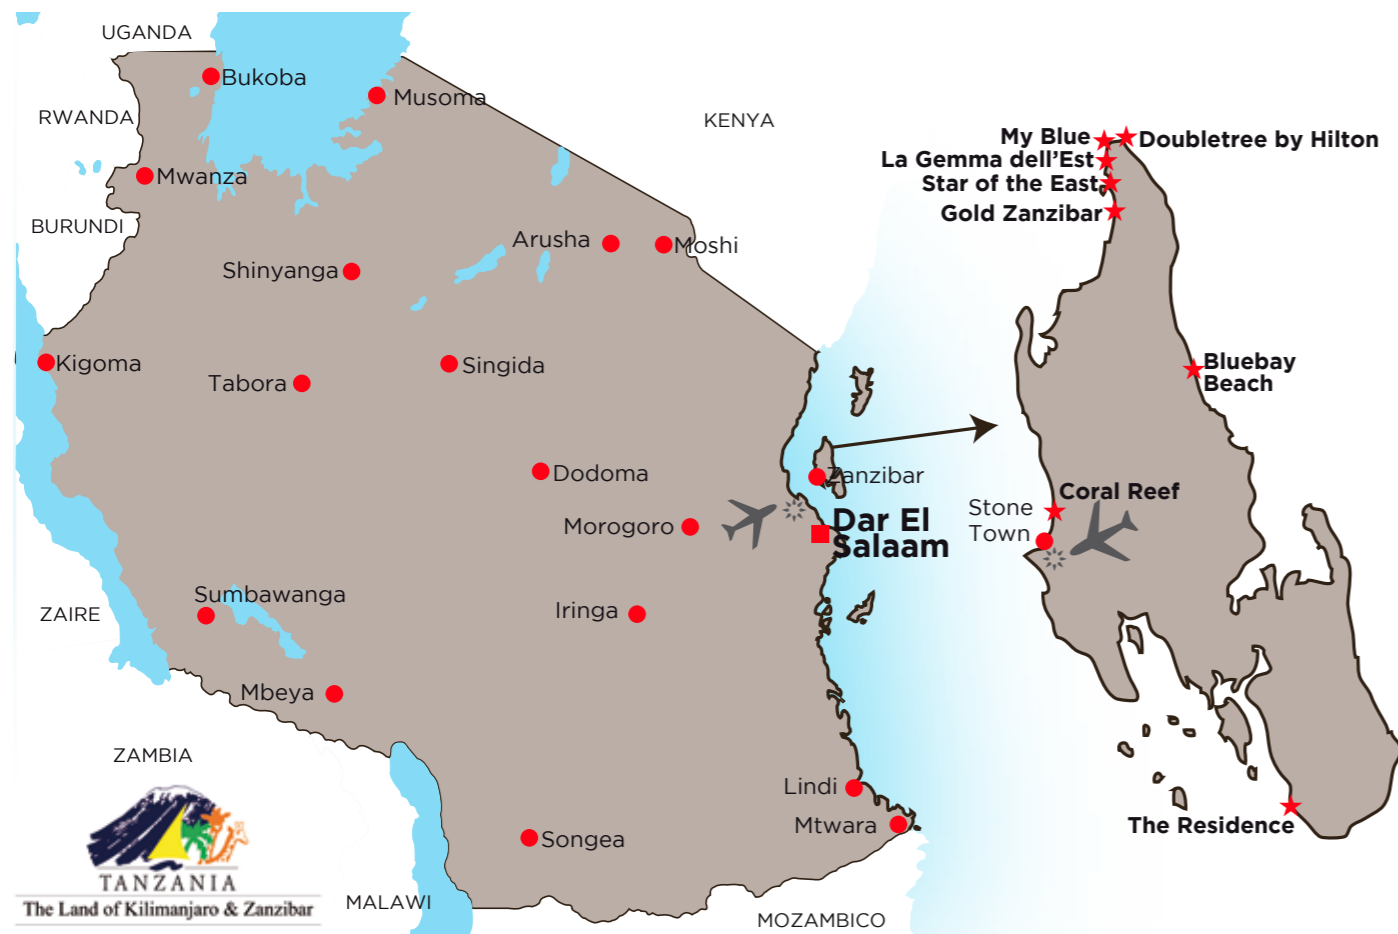 UGANDA
Bukoba
Musoma
RWANDA
KENYA
My Blue
Doubletree by Hilton
La Gemma dell'Est
Mwanza
Star of the East
Gold Zanzibar
BURUNDI
Arusha
Moshi
Shinyanga
Kigoma
Singida
Tabora
Bluebay
Beach
Dodoma
Zanzibar
Coral Reef
Stone
Town
Morogoro
Dar El
Salaam
Sumbawanga
ZAIRE
Iringa
Mbeya
ZAMBIA
Lindi
Mtwara
The Residence
Songea
TANZANIA
The Land of Kilimanjaro & Zanzibar
MALAWI
MOZAMBICO